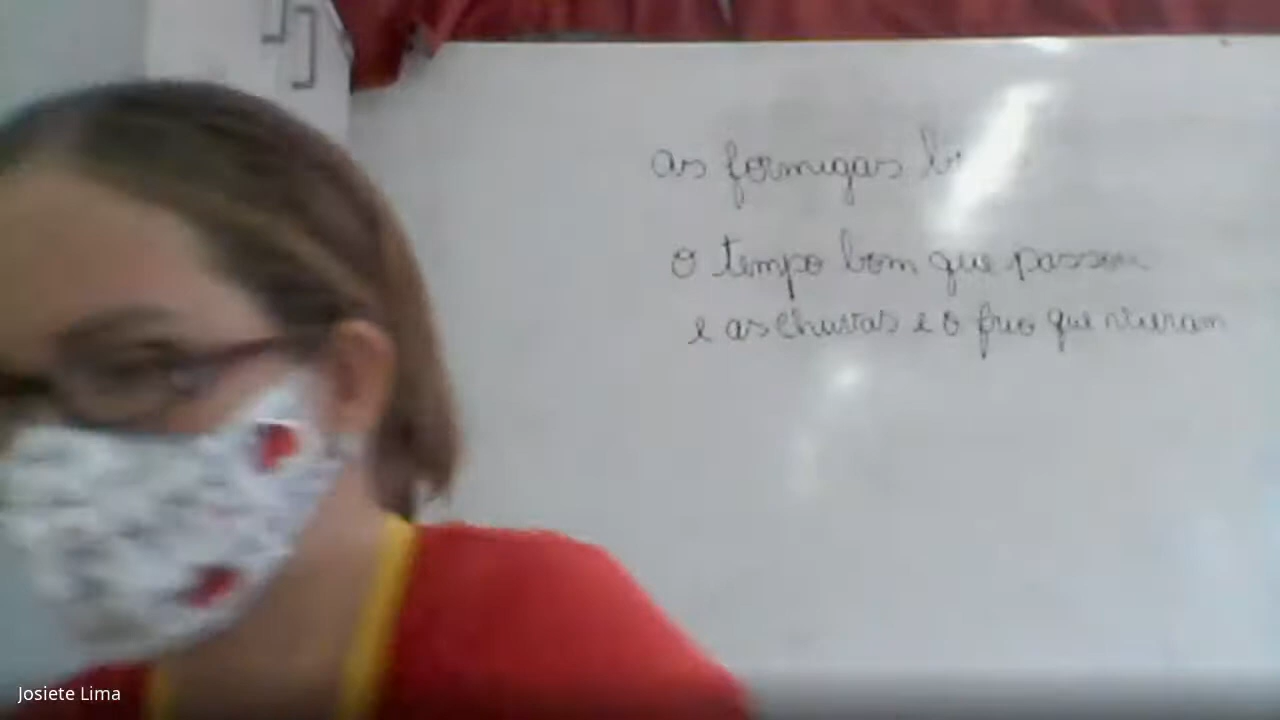 as formigas
o tempo bom que passou
e as chuvas e o frio que vieram
Josiete Lima